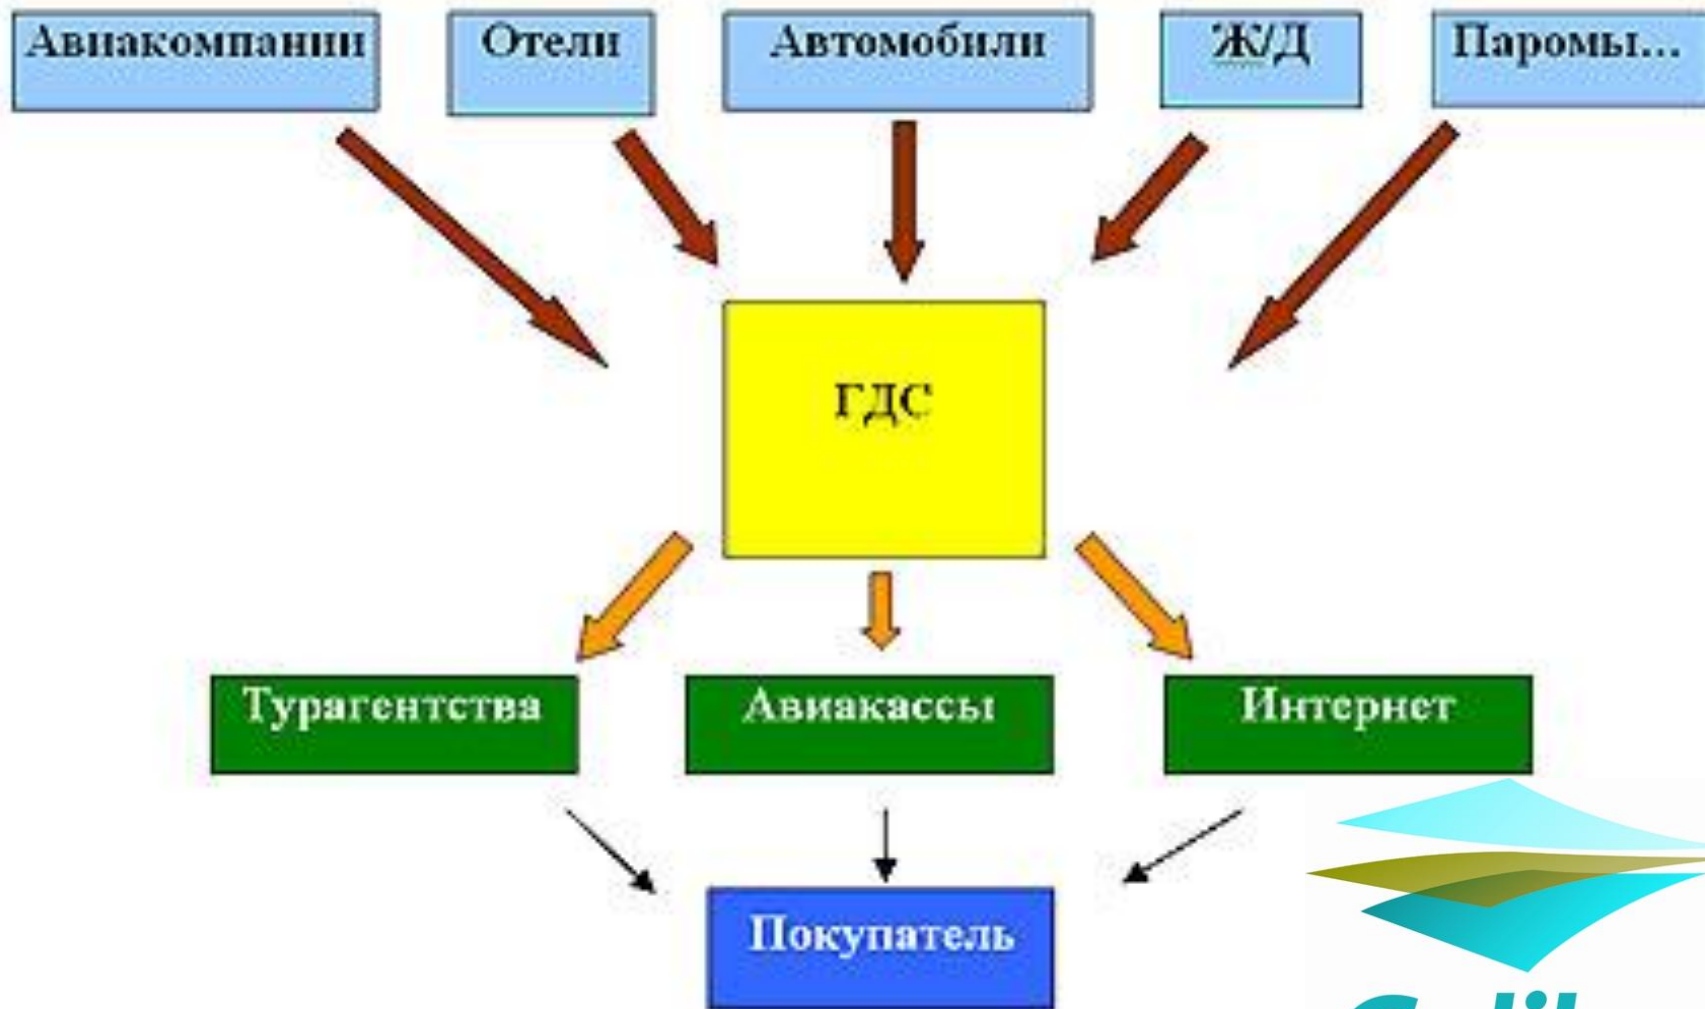 Авиакомпании
Отели
Автомобили
Ж/Д
Паромы...
ГДС
Турагентства
Авиакассы
Интернет
Покупатель